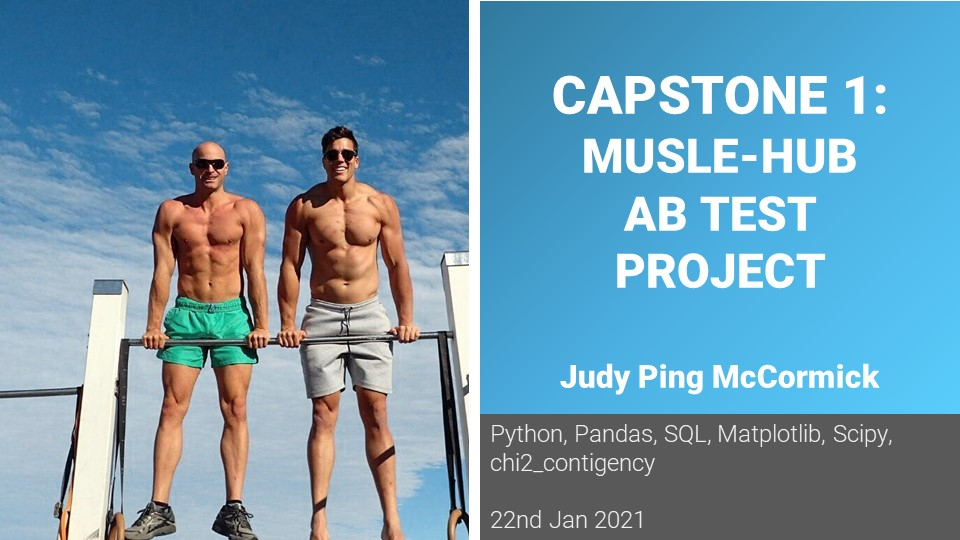 CAPSTONE 1:
MUSLE-HUB
AB TEST
PROJECT
Judy Ping McCormick
Python, Pandas, SQL, Matplotlib, Scipy,
chi2_contigency
22nd Jan 2021